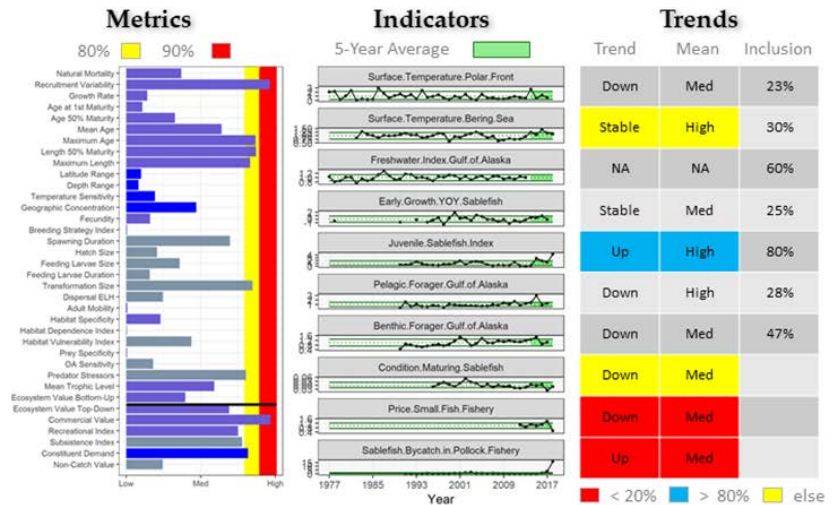 Metrics
80%
90%
Natural Mortality
Recruitment Variability
Growth Rate
Age at 1st Maturity
Age 50% Maturity
Mean Age
Maximum Age
Length 50% Maturity
Maximum Length
Latitude Range
Depth Range
Temperature Sensitivity
Geographic Concentration
Fecundity
Breeding Strategy Index
Spawning Duration
Hatch Size
Feeding Larvae Size
Feeding Larvae Duration
Transformation Size
Dispersal ELH
Adult Mobility
Habitat Specificity
Habitat Dependence Index
Habitat Vulnerability Index
Prey Specificity
OA Sensitivity
Predator Stressors
Mean Trophic Level
Ecosystem Value Bottom-Up
Ecosystem Value Top-Down
Commercial Value
Recreational Index
Subsistence Index
Constituent Demand
Non-Catch Value
Low Med High
Indicators
5-Year Average
Surface.Temperature.Polar.Front
Surface.Temperature.Bering.Sea
Freshwater.Index.Gulf.of.Alaska
Early.Growth.YOY.Sablefish
Juvenile.Sablefish.Index
Pelagic.Forager.Gulf.of.Alaska
Benthic.Forager.Gulf.of.Alaska
Condition.Maturing.Sablefish
Price.Small.Fish.Fishery
Sablefish.Bycatch.in.Pollock.Fishery
1977 1985 1993 2001 2009 2017
Year
Trends
Trend Mean Inclusion
Down Med 23%
Stable High 30%
NA NA 60%
Stable Med 25%
Up High 80%
Down High 28%
Down Med 47%
Down Med
Down Med
Up Med
< 20% > 80% else